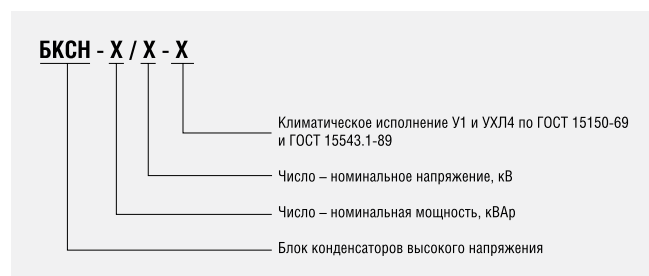 БКСН - Х / Х - Х
Климатическое исполнение У1 и УХЛ4 по ГОСТ 15150-69
и ГОСТ 15543.1-89
Число – номинальное напряжение, кВ
Число – номинальная мощность, кВАр
Блок конденсаторов высокого напряжения